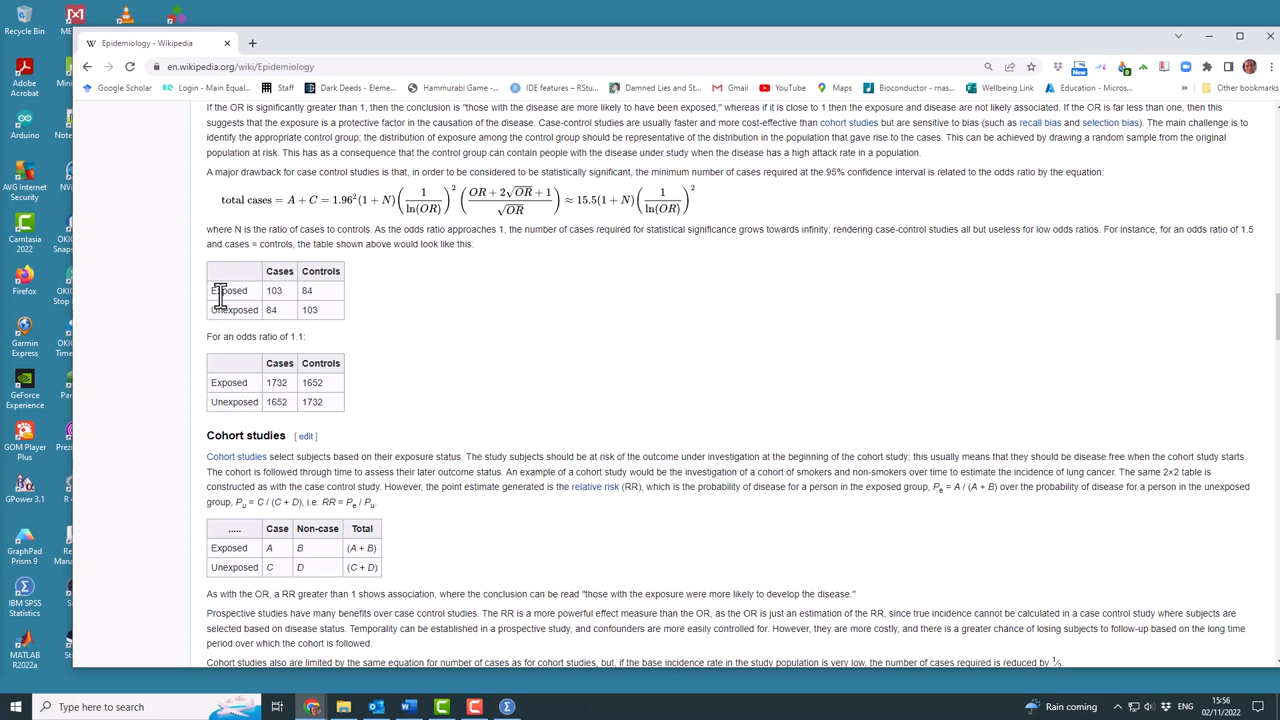 Recycle Bin
ME
Epidemiology - Wikipedia
en.wikipedia.org/wiki/Epidemiology
Google Scholar
Login - Main Equal...
Staff
Dark Deeds - Eleme...
Hammurabi Game -
IDE features – RStu...
Damned Lies and St...
Gmail
YouTube
Maps
Bioconductor - rnas...
Wellbeing Link
Education - Micros...
»
Other bookmarks
New
Adobe
Acrobat
Arduino
AVG Internet
Security
Camtasia
2022
Firefox
Garmin
Express
GeForce
Experience
GOM Player
Plus
GPower 3.1
GraphPad
Prism 9
IBM SPSS
Statistics
MATLAB
R2022a
If the OR is significantly greater than 1, then the conclusion is "those with the disease are more likely to have been exposed," whereas if it is close to 1 then the exposure and disease are not likely associated. If the OR is far less than one, then this
suggests that the exposure is a protective factor in the causation of the disease. Case-control studies are usually faster and more cost-effective than cohort studies but are sensitive to bias (such as recall bias and selection bias). The main challenge is to
identify the appropriate control group; the distribution of exposure among the control group should be representative of the distribution in the population that gave rise to the cases. This can be achieved by drawing a random sample from the original
population at risk. This has as a consequence that the control group can contain people with the disease under study when the disease has a high attack rate in a population.
A major drawback for case control studies is that, in order to be considered to be statistically significant, the minimum number of cases required at the 95% confidence interval is related to the odds ratio by the equation:
total cases = A + C = 1.96² (1 + N) (1 / ln(OR))² ((OR + 2√OR + 1) / √OR) ≈ 15.5(1 + N) (1 / ln(OR))²
where N is the ratio of cases to controls. As the odds ratio approaches 1, the number of cases required for statistical significance grows towards infinity; rendering case-control studies all but useless for low odds ratios. For instance, for an odds ratio of 1.5
and cases = controls, the table shown above would look like this:
Cases Controls
Exposed 103 84
Unexposed 84 103
For an odds ratio of 1.1:
Cases Controls
Exposed 1732 1652
Unexposed 1652 1732
Cohort studies [ edit ]
Cohort studies select subjects based on their exposure status. The study subjects should be at risk of the outcome under investigation at the beginning of the cohort study; this usually means that they should be disease free when the cohort study starts.
The cohort is followed through time to assess their later outcome status. An example of a cohort study would be the investigation of a cohort of smokers and non-smokers over time to estimate the incidence of lung cancer. The same 2×2 table is
constructed as with the case control study. However, the point estimate generated is the relative risk (RR), which is the probability of disease for a person in the exposed group, Pe = A / (A + B) over the probability of disease for a person in the unexposed
group, Pu = C / (C + D), i.e. RR = Pe / Pu.
..... Case Non-case Total
Exposed A B (A + B)
Unexposed C D (C + D)
As with the OR, a RR greater than 1 shows association, where the conclusion can be read "those with the exposure were more likely to develop the disease."
Prospective studies have many benefits over case control studies. The RR is a more powerful effect measure than the OR, as the OR is just an estimation of the RR, since true incidence cannot be calculated in a case control study where subjects are
selected based on disease status. Temporality can be established in a prospective study, and confounders are more easily controlled for. However, they are more costly, and there is a greater chance of losing subjects to follow-up based on the long time
period over which the cohort is followed.
Cohort studies also are limited by the same equation for number of cases as for cohort studies, but, if the base incidence rate in the study population is very low, the number of cases required is reduced by ½.
Type here to search
Rain coming
ENG
15:56
02/11/2022